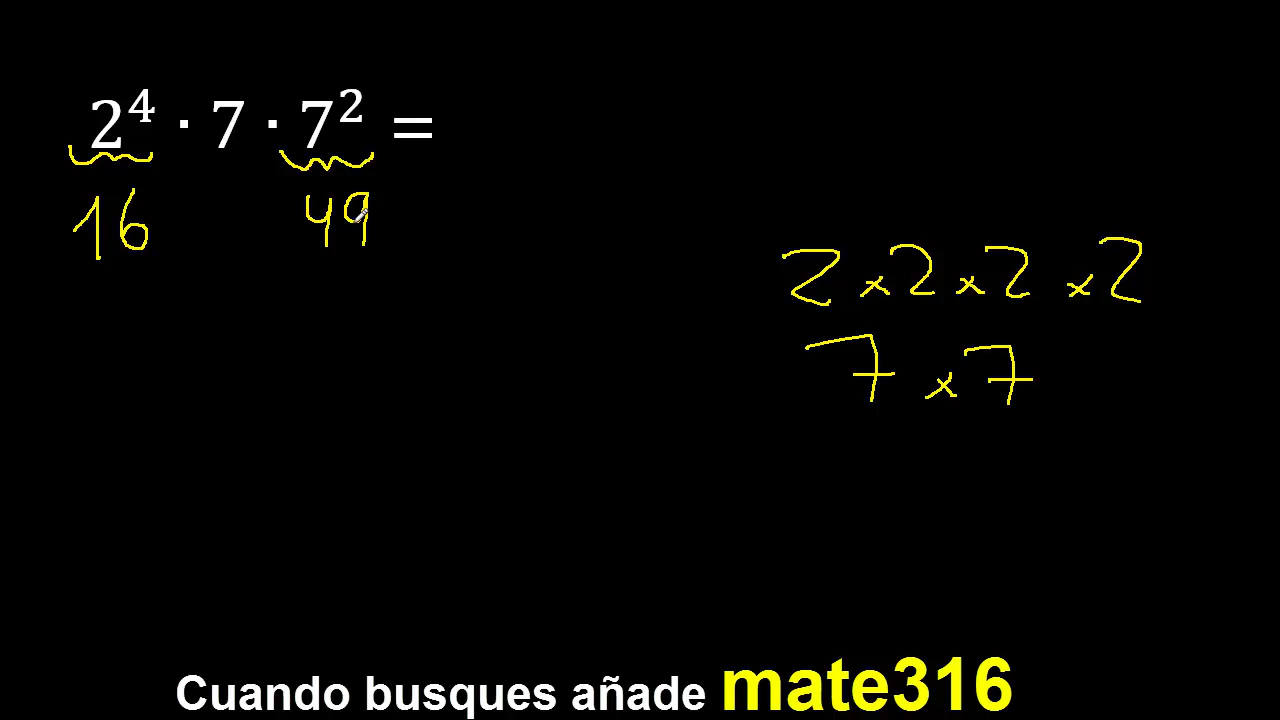 2⁴ · 7 · 7² =
16 49
2 × 2 × 2 × 2
7 × 7
Cuando busques añade mate316